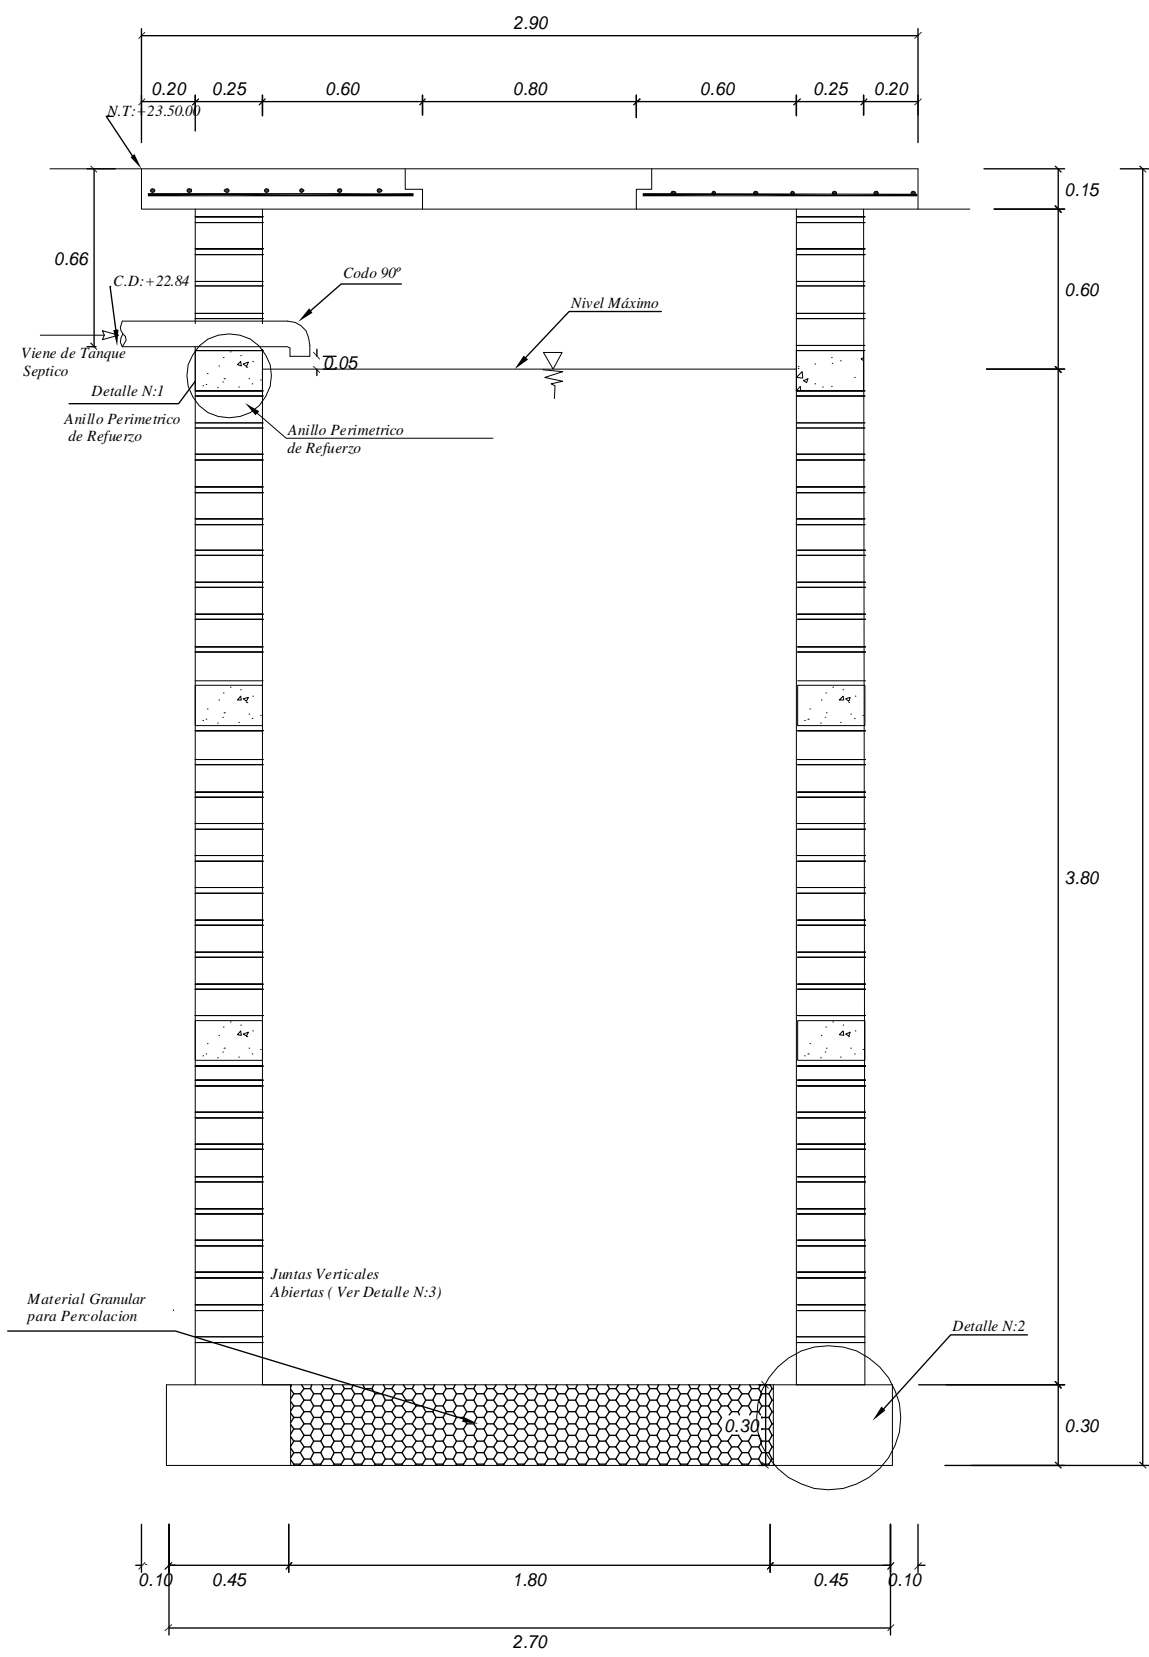 2.90
0.20 0.25 0.60 0.80 0.60 0.25 0.20
N.T:+23.50.00
0.15
0.66
C.D:+22.84
Codo 90º
0.60
Nivel Máximo
Viene de Tanque
Septico
0.05
Detalle N:1
Anillo Perimetrico
de Refuerzo
Anillo Perimetrico
de Refuerzo
3.80
Juntas Verticales
Abiertas ( Ver Detalle N:3)
Material Granular
para Percolacion
Detalle N:2
0.30
0.30
0.10 0.45 1.80 0.45 0.10
2.70